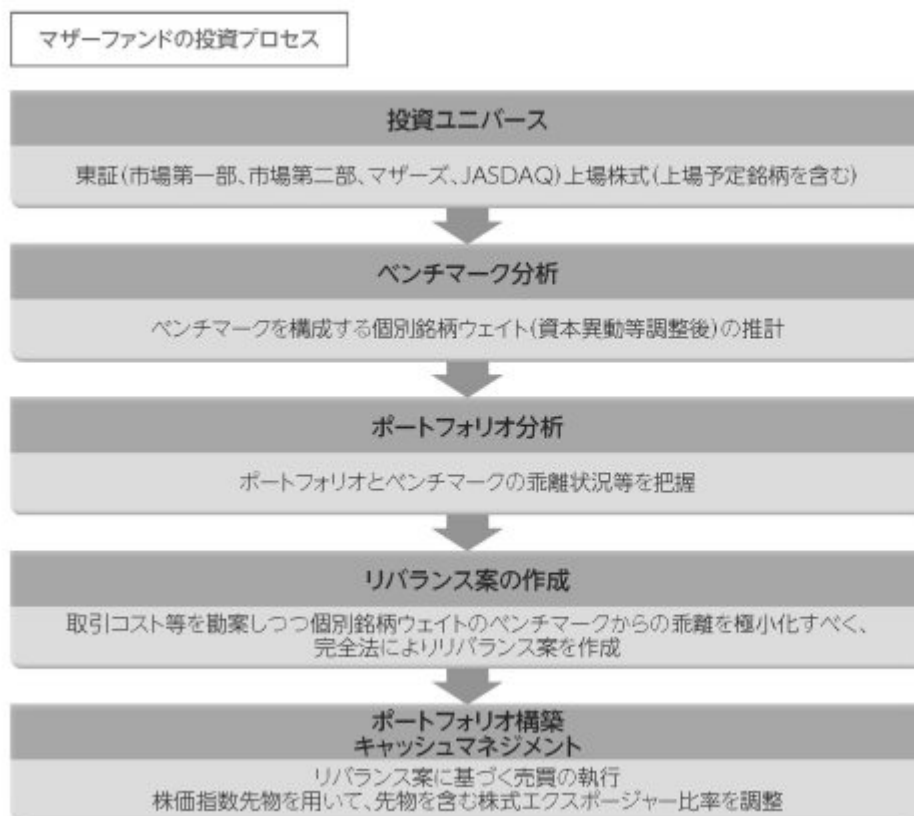 マザーファンドの投資プロセス
投資ユニバース
東証(市場第一部、市場第二部、マザーズ、JASDAQ)上場株式(上場予定銘柄を含む)
ベンチマーク分析
ベンチマークを構成する個別銘柄ウェイト(資本異動等調整後)の推計
ポートフォリオ分析
ポートフォリオとベンチマークの乖離状況等を把握
リバランス案の作成
取引コスト等を勘案しつつ個別銘柄ウェイトのベンチマークからの乖離を極小化すべく、
完全法によりリバランス案を作成
ポートフォリオ構築
キャッシュマネジメント
リバランス案に基づく売買の執行
株価指数先物を用いて、先物を含む株式エクスポージャー比率を調整